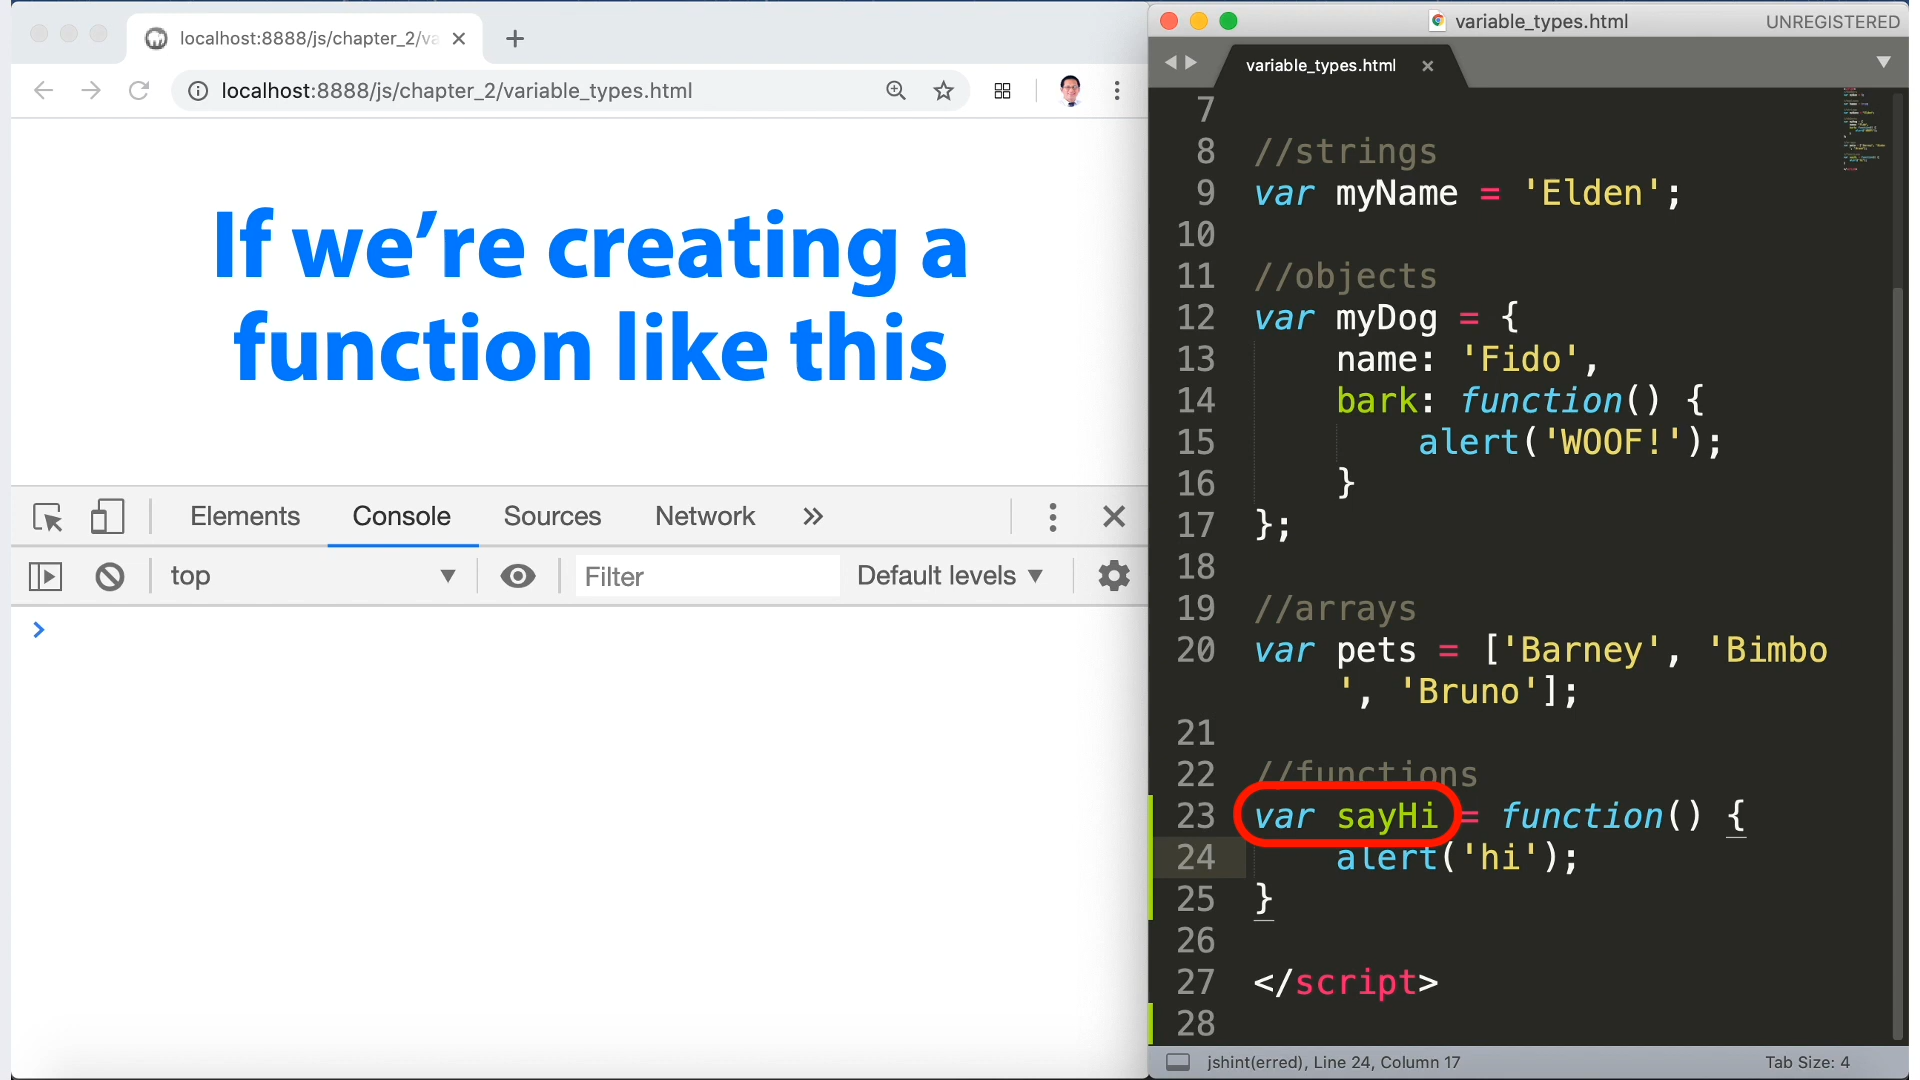 localhost:8888/js/chapter_2/va
localhost:8888/js/chapter_2/variable_types.html
If we’re creating a
function like this
Elements Console Sources Network
top Filter Default levels
variable_types.html UNREGISTERED
variable_types.html
7
8 //strings
9 var myName = 'Elden';
10
11 //objects
12 var myDog = {
13 name: 'Fido',
14 bark: function() {
15 alert('WOOF!');
16 }
17 };
18
19 //arrays
20 var pets = ['Barney', 'Bimbo
', 'Bruno'];
21
22 //functions
23 var sayHi = function() {
24 alert('hi');
25 }
26
27 </script>
28
jshint(erred), Line 24, Column 17 Tab Size: 4